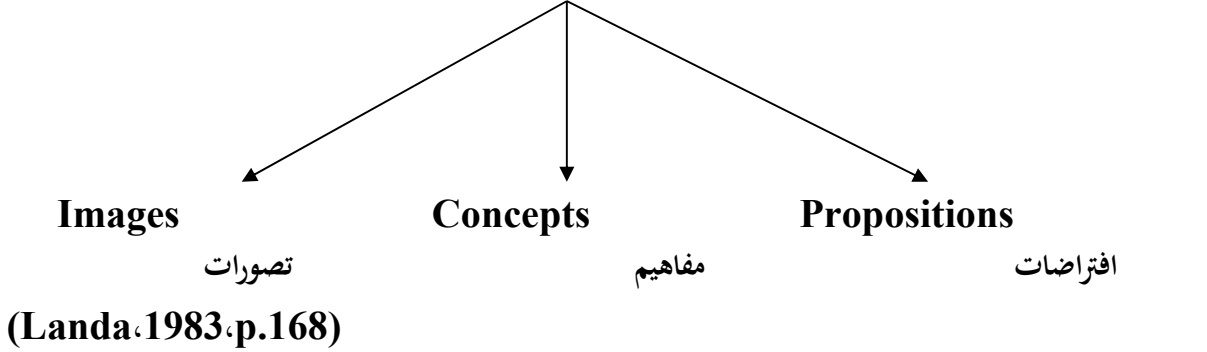 Images Concepts Propositions
تصورات مفاهيم افتراضات
(Landa،1983،p.168)